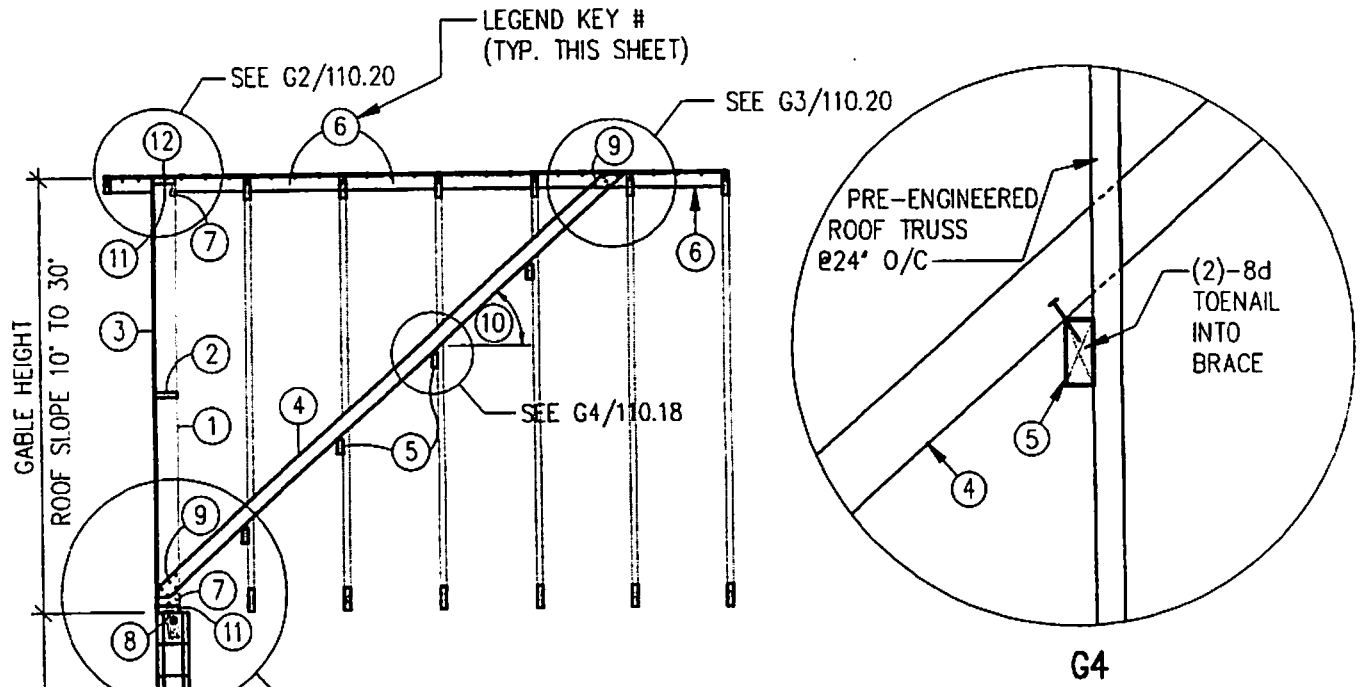 LEGEND KEY #
(TYP. THIS SHEET)
SEE G2/110.20
SEE G3/110.20
12
6
9
11
7
6
3
10
2
4
SEE G4/110.18
1
5
GABLE HEIGHT
ROOF SLOPE 10° TO 30°
9
7
8
11
PRE-ENGINEERED
ROOF TRUSS
@24" O/C
(2)-8d
TOENAIL
INTO
BRACE
5
4
G4